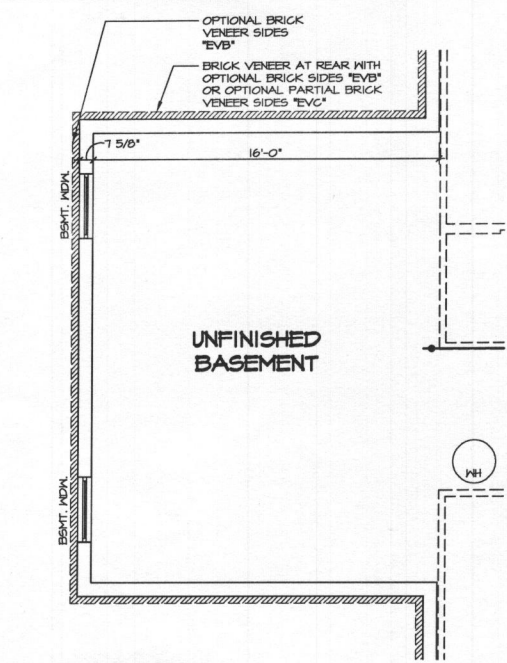 OPTIONAL BRICK
VENEER SIDES
"EVB"
BRICK VENEER AT REAR WITH
OPTIONAL BRICK SIDES "EVB"
OR OPTIONAL PARTIAL BRICK
VENEER SIDES "EVC"
7 5/8"
16'-0"
BSMT. WDW.
UNFINISHED
BASEMENT
WH
BSMT. WDW.